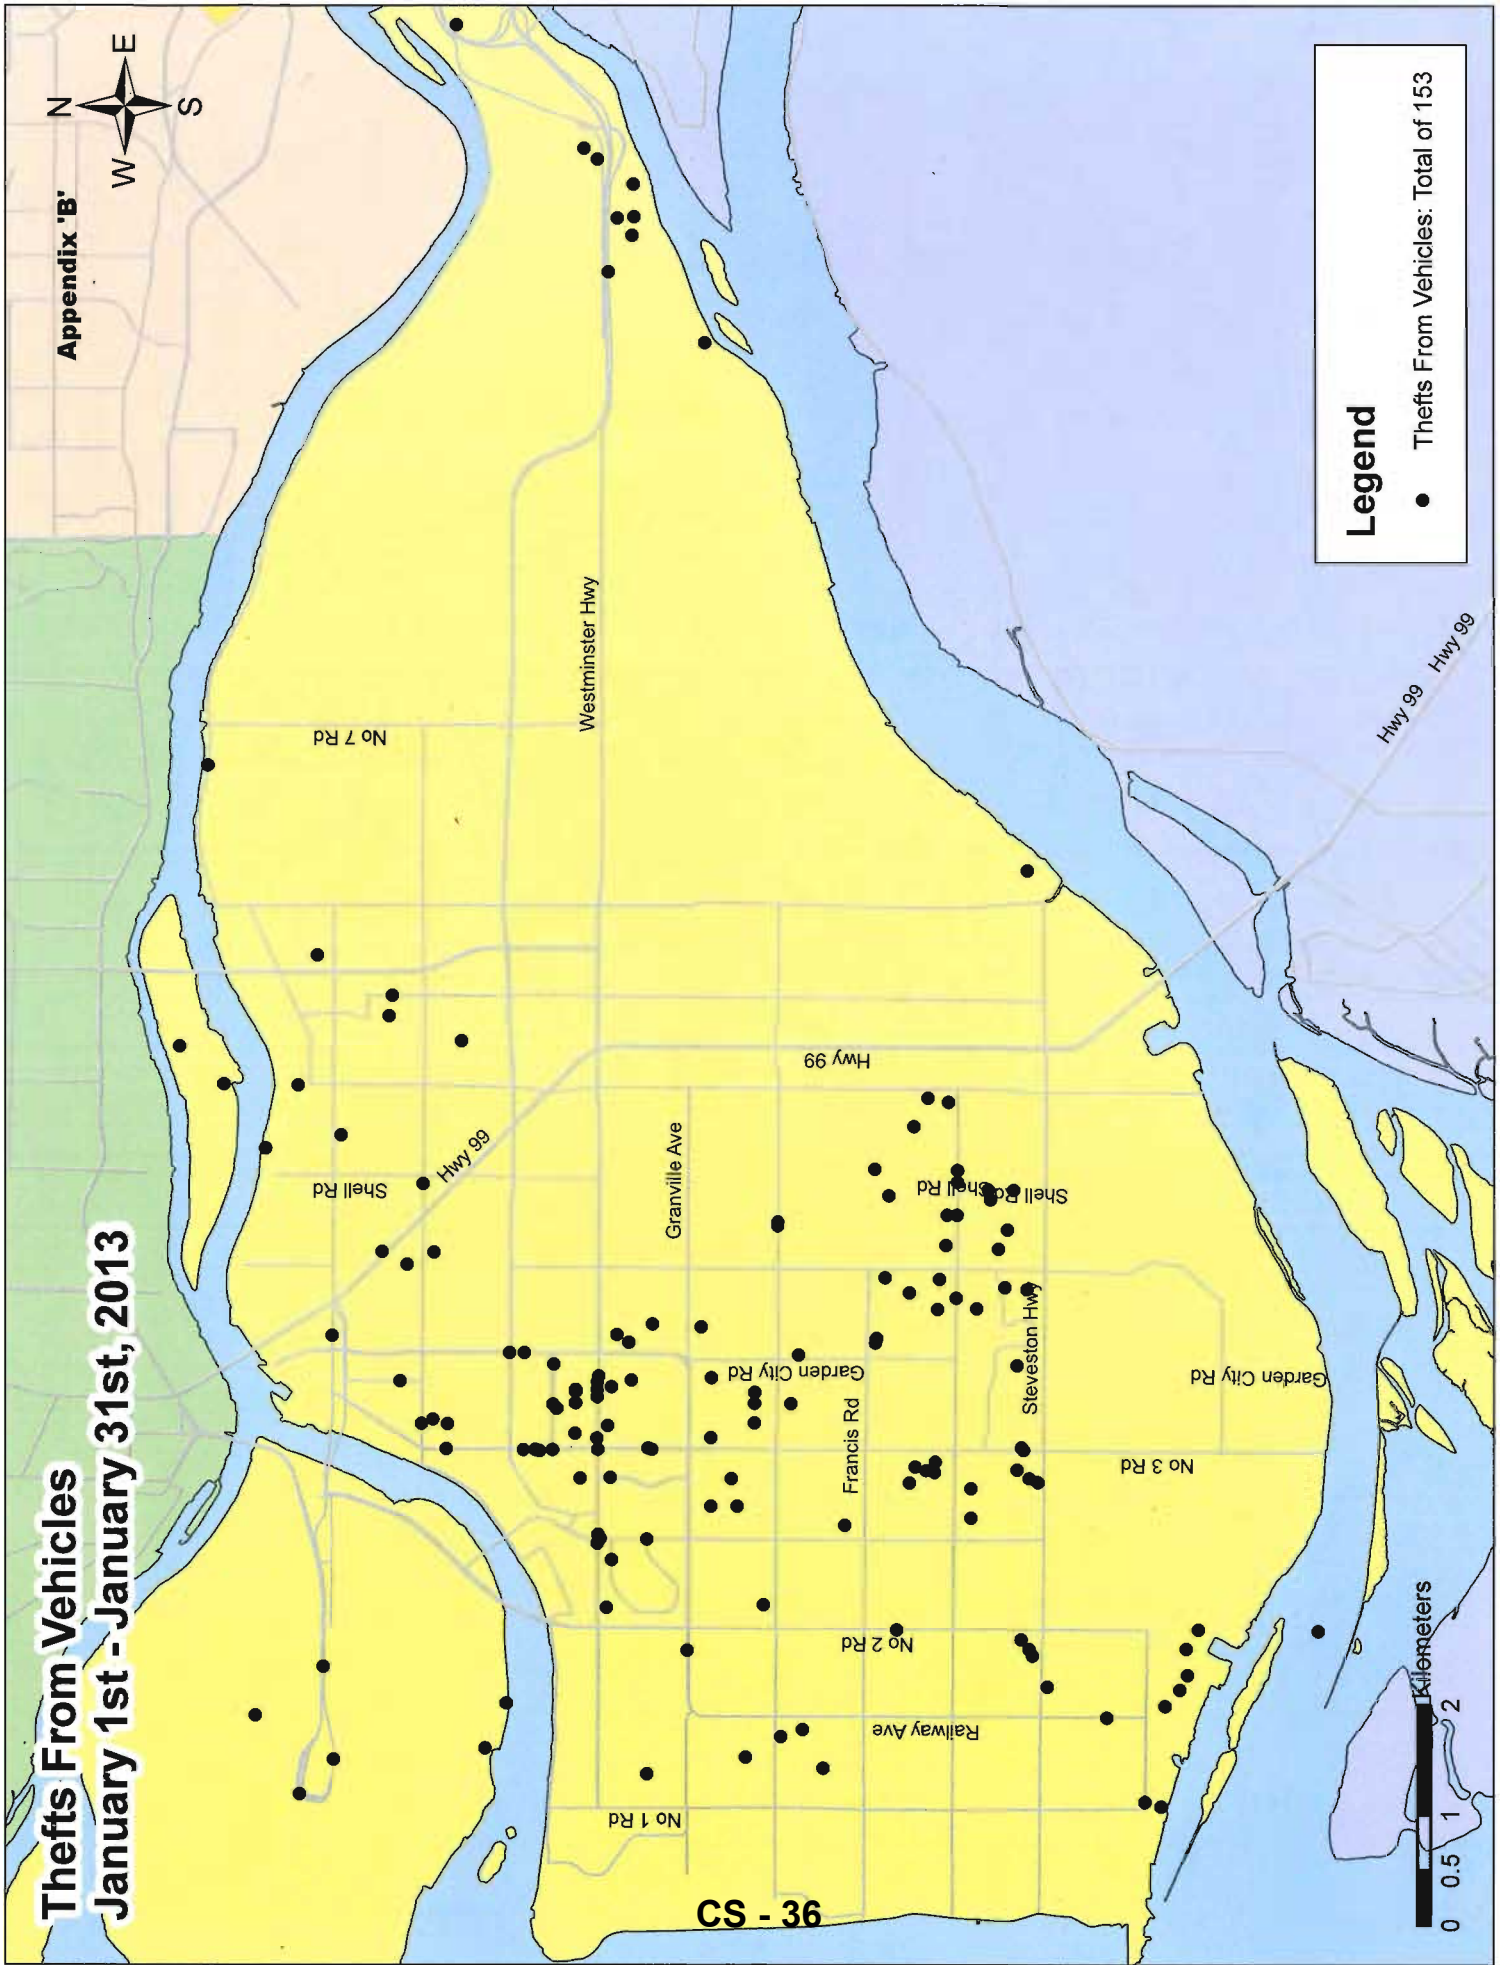 Thefts From Vehicles
January 1st - January 31st, 2013
Appendix 'B'
N
W
E
S
No 7 Rd
Westminster Hwy
Shell Rd
Hwy 99
Granville Ave
Hwy 99
Shell Rd
Shell Rd
Garden City Rd
Steveston Hwy
Garden City Rd
Francis Rd
No 3 Rd
No 2 Rd
Railway Ave
No 1 Rd
Hwy 99
Hwy 99
Legend
Thefts From Vehicles: Total of 153
Kilometers
0 0.5 1 2
CS - 36